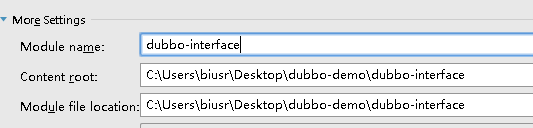 More Settings
Module name: dubbo-interface
Content root: C:\Users\biusr\Desktop\dubbo-demo\dubbo-interface
Module file location: C:\Users\biusr\Desktop\dubbo-demo\dubbo-interface